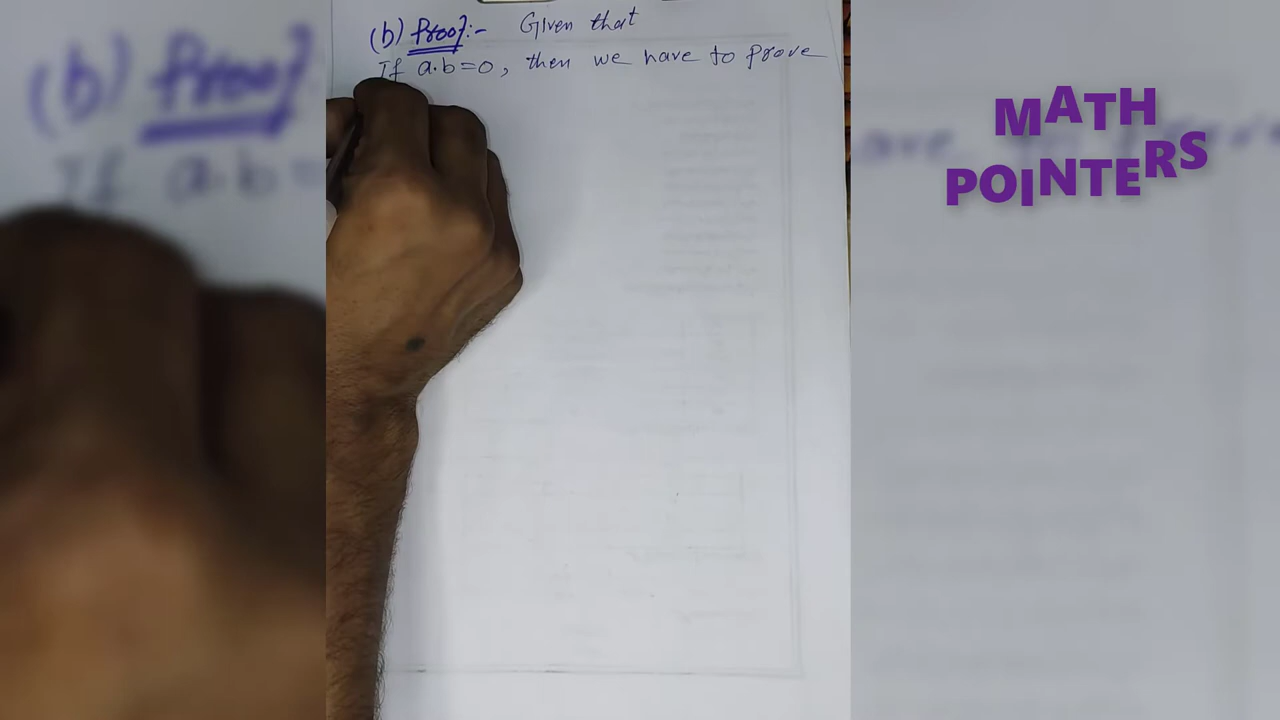 (b) Proof:- Given that
If a.b=0, then we have to prove
MATH
POINTERS